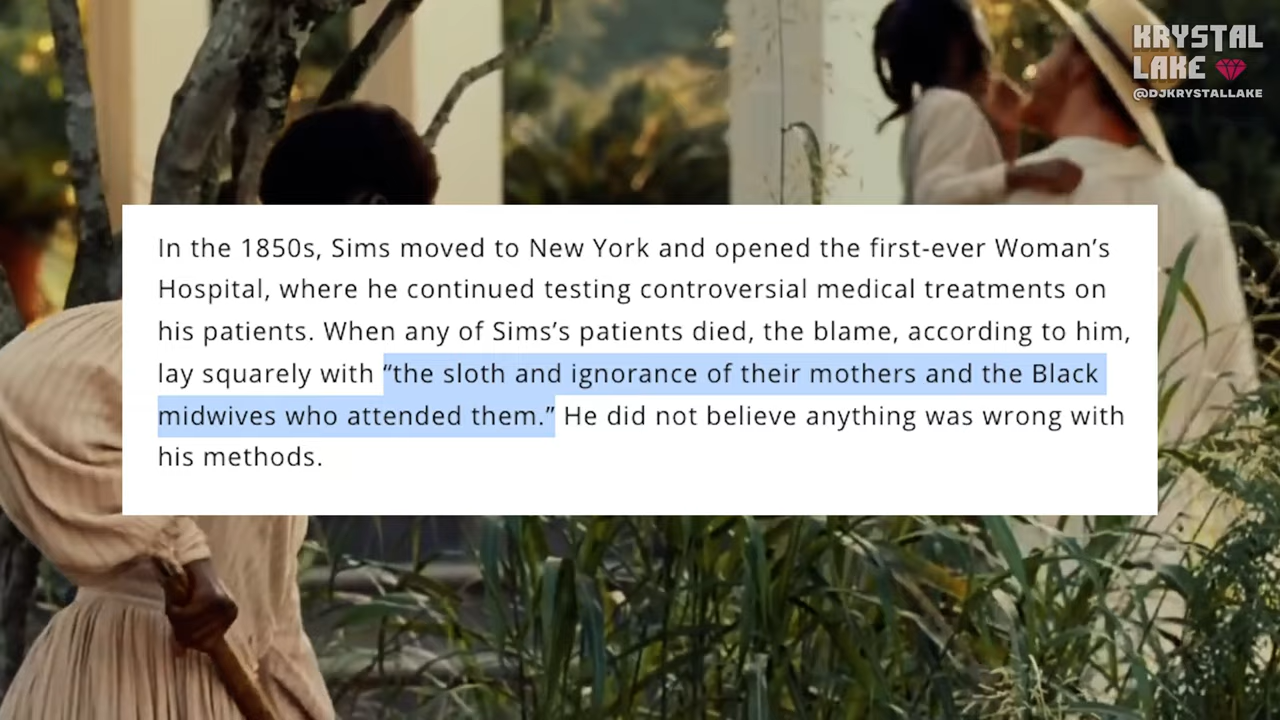 KRYSTAL
LAKE
@DJKRYSTALLAKE
In the 1850s, Sims moved to New York and opened the first-ever Woman’s
Hospital, where he continued testing controversial medical treatments on
his patients. When any of Sims’s patients died, the blame, according to him,
lay squarely with “the sloth and ignorance of their mothers and the Black
midwives who attended them.” He did not believe anything was wrong with
his methods.